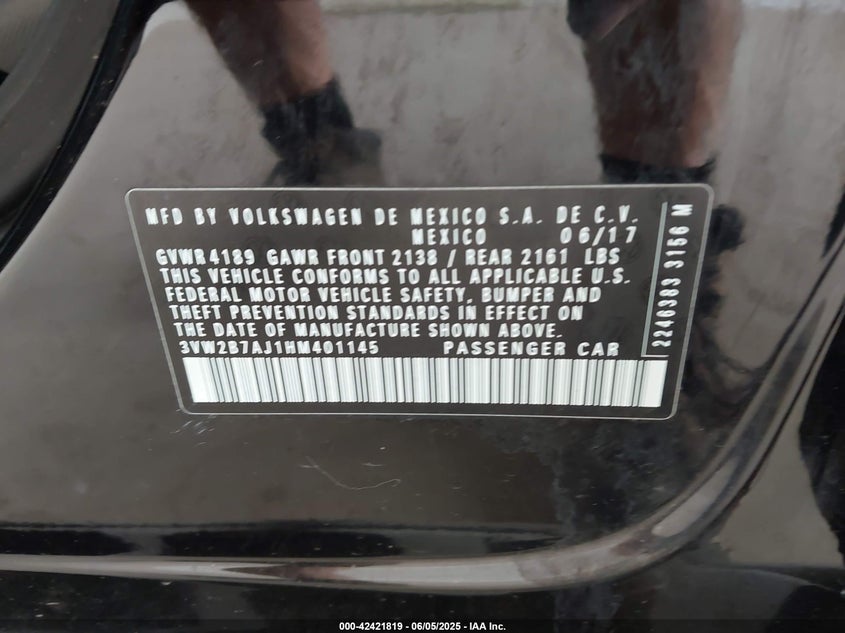 MFD BY VOLKSWAGEN DE MEXICO S.A. DE C.V.
MEXICO 06/17
GVWR 4189 GAWR FRONT 2138 / REAR 2161 LBS
THIS VEHICLE CONFORMS TO ALL APPLICABLE U.S.
FEDERAL MOTOR VEHICLE SAFETY, BUMPER AND
THEFT PREVENTION STANDARDS IN EFFECT ON
THE DATE OF MANUFACTURE SHOWN ABOVE.
3VW2B7AJ1HM401145 PASSENGER CAR
2246383 3156 M
000-42421819 - 06/05/2025 - IAA Inc.